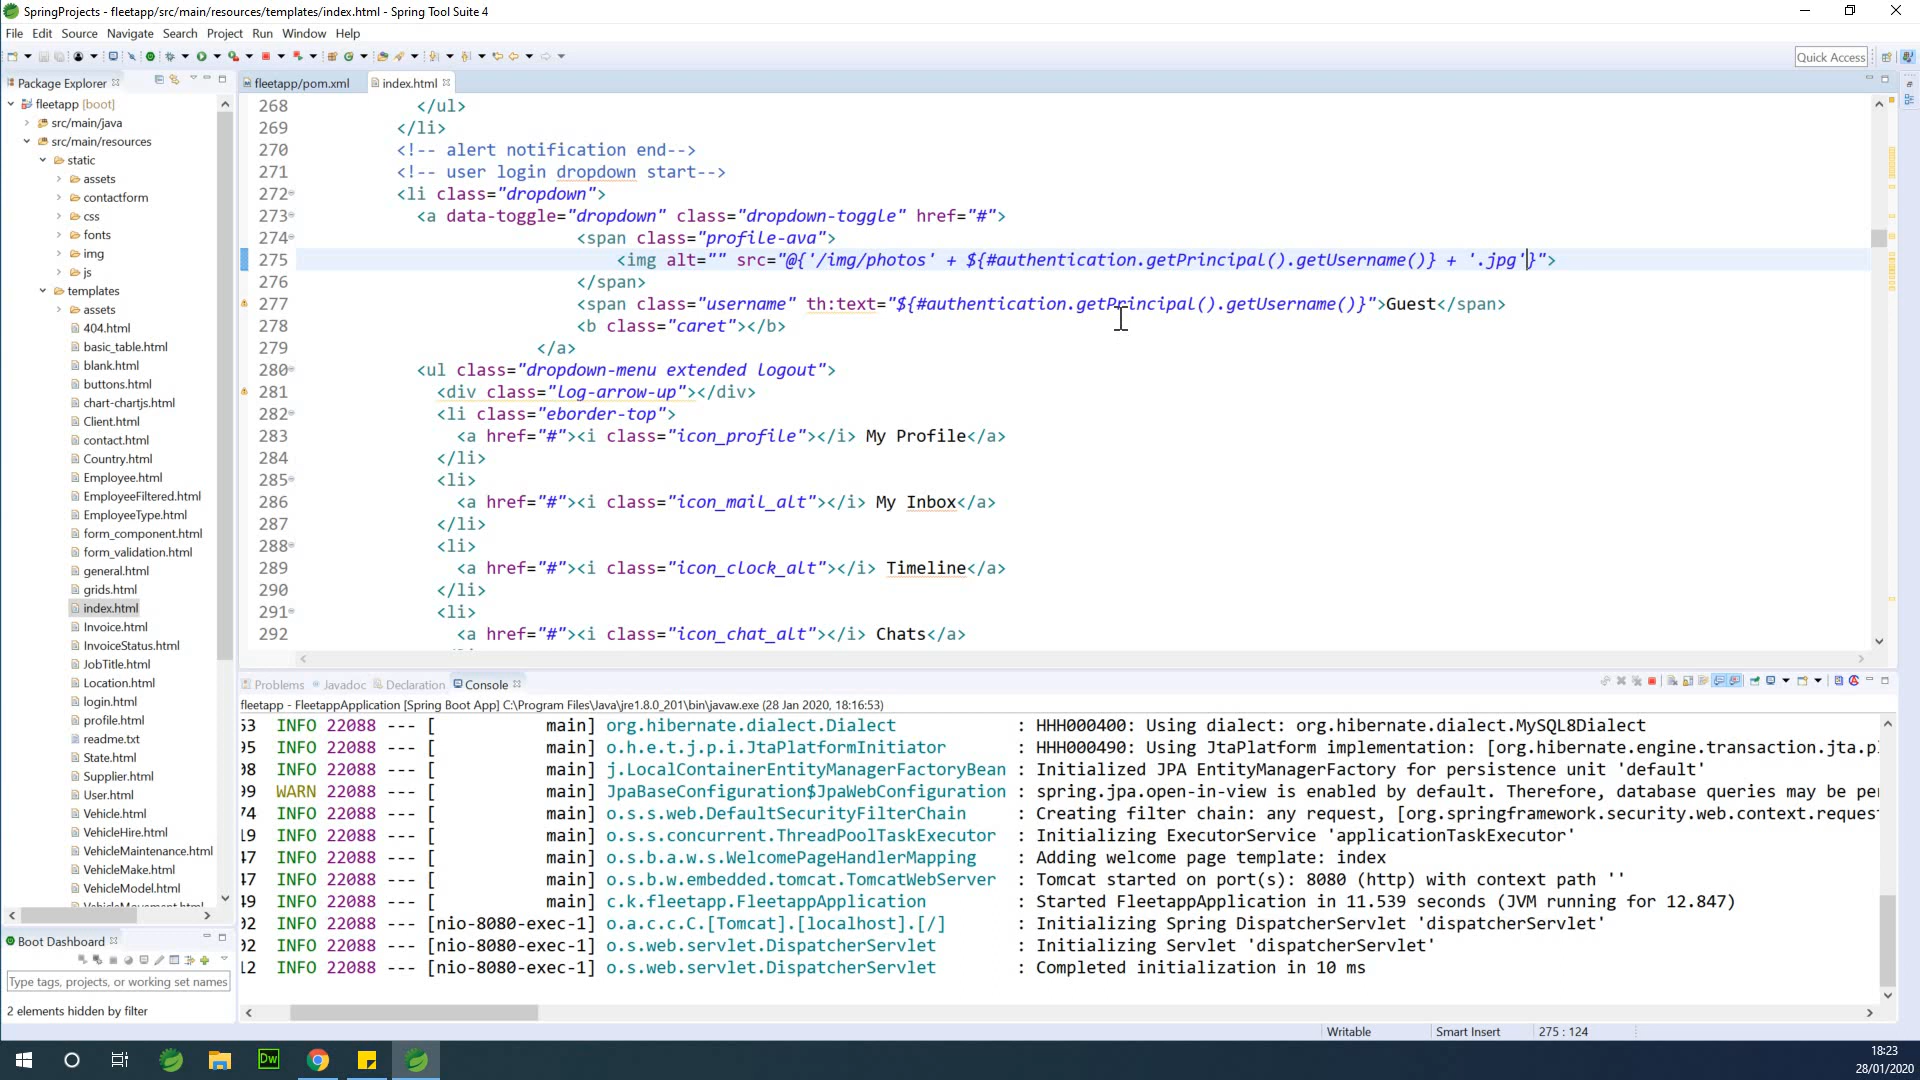 SpringProjects - fleetapp/src/main/resources/templates/index.html - Spring Tool Suite 4
File Edit Source Navigate Search Project Run Window Help
Quick Access
Package Explorer
fleetapp [boot]
src/main/java
src/main/resources
static
assets
contactform
css
fonts
img
js
templates
assets
404.html
basic_table.html
blank.html
buttons.html
chart-chartjs.html
Client.html
contact.html
Country.html
Employee.html
EmployeeFiltered.html
EmployeeType.html
form_component.html
form_validation.html
general.html
grids.html
index.html
Invoice.html
InvoiceStatus.html
JobTitle.html
Location.html
login.html
profile.html
readme.txt
State.html
Supplier.html
User.html
Vehicle.html
VehicleHire.html
VehicleMaintenance.html
VehicleMake.html
VehicleModel.html
VehicleMovement.html
Boot Dashboard
Type tags, projects, or working set names
2 elements hidden by filter
fleetapp/pom.xml index.html
268 </ul>
269 </li>
270 <!-- alert notification end-->
271 <!-- user login dropdown start-->
272 <li class="dropdown">
273 <a data-toggle="dropdown" class="dropdown-toggle" href="#">
274 <span class="profile-ava">
275 <img alt="" src="@{'/img/photos' + ${#authentication.getPrincipal().getUsername()} + '.jpg'}">
276 </span>
277 <span class="username" th:text="${#authentication.getPrincipal().getUsername()}">Guest</span>
278 <b class="caret"></b>
279 </a>
280 <ul class="dropdown-menu extended logout">
281 <div class="log-arrow-up"></div>
282 <li class="eborder-top">
283 <a href="#"><i class="icon_profile"></i> My Profile</a>
284 </li>
285 <li>
286 <a href="#"><i class="icon_mail_alt"></i> My Inbox</a>
287 </li>
288 <li>
289 <a href="#"><i class="icon_clock_alt"></i> Timeline</a>
290 </li>
291 <li>
292 <a href="#"><i class="icon_chat_alt"></i> Chats</a>
Problems Javadoc Declaration Console
fleetapp - FleetappApplication [Spring Boot App] C:\Program Files\Java\jre1.8.0_201\bin\javaw.exe (28 Jan 2020, 18:16:53)
53 INFO 22088 --- [ main] org.hibernate.dialect.Dialect : HHH000400: Using dialect: org.hibernate.dialect.MySQL8Dialect
95 INFO 22088 --- [ main] o.h.e.t.j.p.i.JtaPlatformInitiator : HHH000490: Using JtaPlatform implementation: [org.hibernate.engine.transaction.jta.pl
98 INFO 22088 --- [ main] j.LocalContainerEntityManagerFactoryBean : Initialized JPA EntityManagerFactory for persistence unit 'default'
99 WARN 22088 --- [ main] JpaBaseConfiguration$JpaWebConfiguration : spring.jpa.open-in-view is enabled by default. Therefore, database queries may be per
74 INFO 22088 --- [ main] o.s.s.web.DefaultSecurityFilterChain : Creating filter chain: any request, [org.springframework.security.web.context.request
19 INFO 22088 --- [ main] o.s.s.concurrent.ThreadPoolTaskExecutor : Initializing ExecutorService 'applicationTaskExecutor'
47 INFO 22088 --- [ main] o.s.b.a.w.s.WelcomePageHandlerMapping : Adding welcome page template: index
47 INFO 22088 --- [ main] o.s.b.w.embedded.tomcat.TomcatWebServer : Tomcat started on port(s): 8080 (http) with context path ''
49 INFO 22088 --- [ main] c.k.fleetapp.FleetappApplication : Started FleetappApplication in 11.539 seconds (JVM running for 12.847)
02 INFO 22088 --- [nio-8080-exec-1] o.a.c.c.C.[Tomcat].[localhost].[/] : Initializing Spring DispatcherServlet 'dispatcherServlet'
02 INFO 22088 --- [nio-8080-exec-1] o.s.web.servlet.DispatcherServlet : Initializing Servlet 'dispatcherServlet'
12 INFO 22088 --- [nio-8080-exec-1] o.s.web.servlet.DispatcherServlet : Completed initialization in 10 ms
Writable Smart Insert 275 : 124
Dw
18:23
28/01/2020